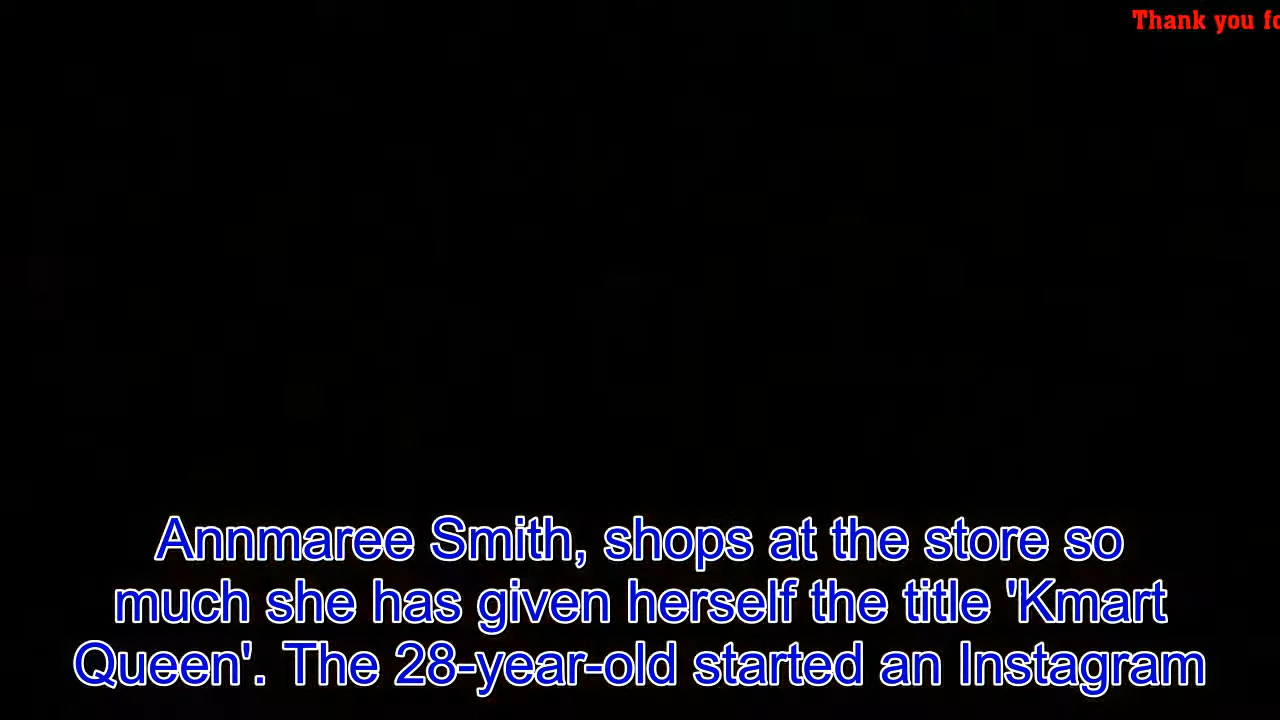 Thank you
Annmaree Smith, shops at the store so
much she has given herself the title 'Kmart
Queen'. The 28-year-old started an Instagram